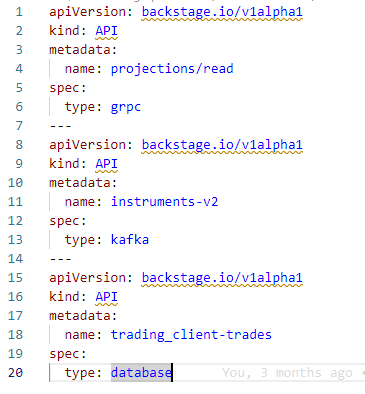 1 apiVersion: backstage.io/v1alpha1
2 kind: API
3 metadata:
4 name: projections/read
5 spec:
6 type: grpc
7 ---
8 apiVersion: backstage.io/v1alpha1
9 kind: API
10 metadata:
11 name: instruments-v2
12 spec:
13 type: kafka
14 ---
15 apiVersion: backstage.io/v1alpha1
16 kind: API
17 metadata:
18 name: trading_client-trades
19 spec:
20 type: database You, 3 months ago •